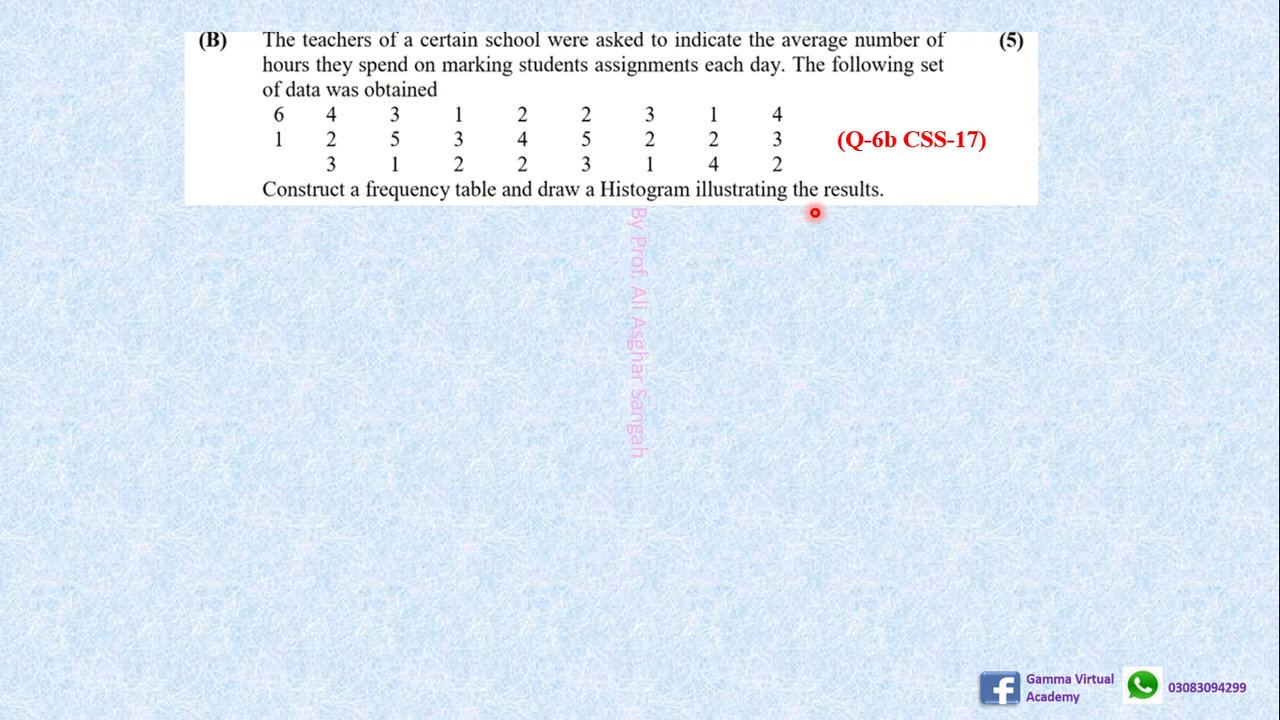 (B) The teachers of a certain school were asked to indicate the average number of (5)
hours they spend on marking students assignments each day. The following set
of data was obtained
6 4 3 1 2 2 3 1 4
1 2 5 3 4 5 2 2 3 (Q-6b CSS-17)
3 1 2 2 3 1 4 2
Construct a frequency table and draw a Histogram illustrating the results.
By Prof. Ali Asghar Sangah
Gamma Virtual
Academy
03083094299